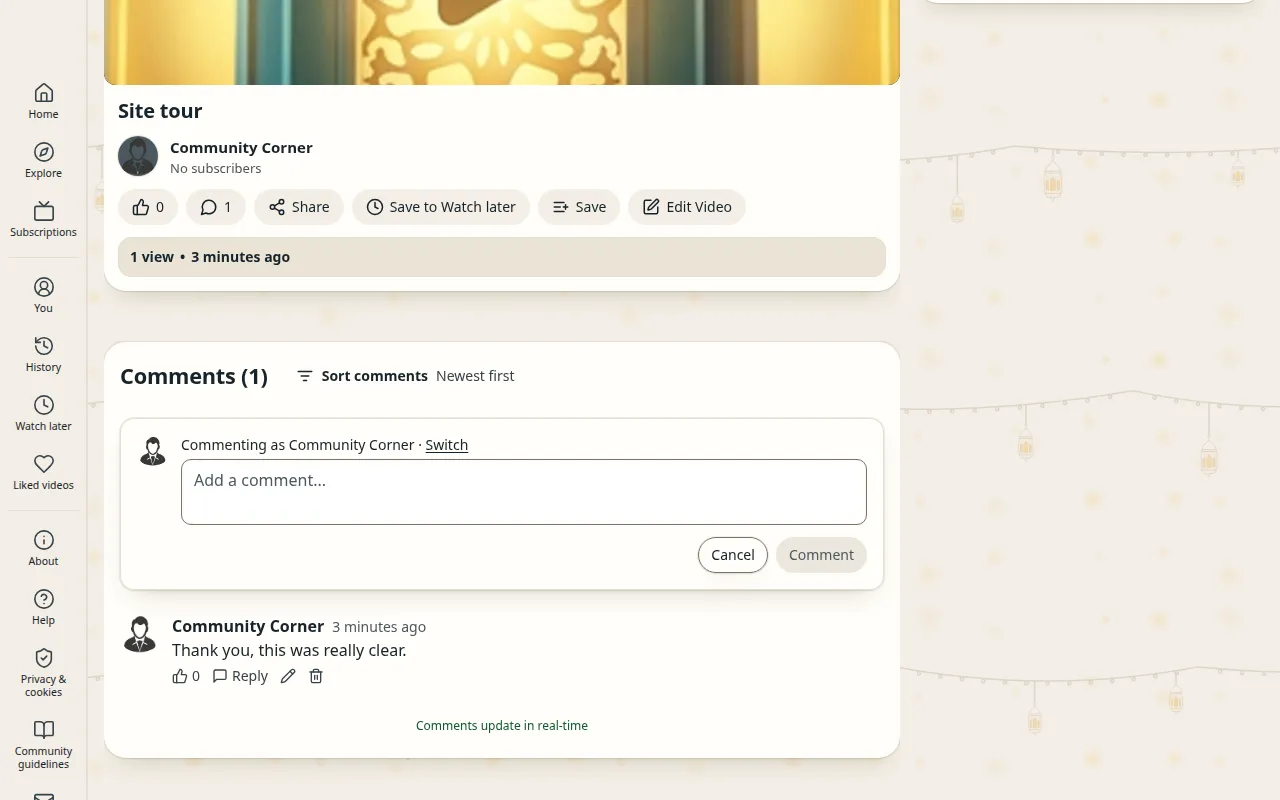 Home
Explore
Subscriptions
You
History
Watch later
Liked videos
About
Help
Privacy &
cookies
Community
guidelines
Site tour
Community Corner
No subscribers
0
1
Share
Save to Watch later
Save
Edit Video
1 view • 3 minutes ago
Comments (1)
Sort comments Newest first
Commenting as Community Corner · Switch
Add a comment...
Cancel
Comment
Community Corner 3 minutes ago
Thank you, this was really clear.
0 Reply
Comments update in real-time